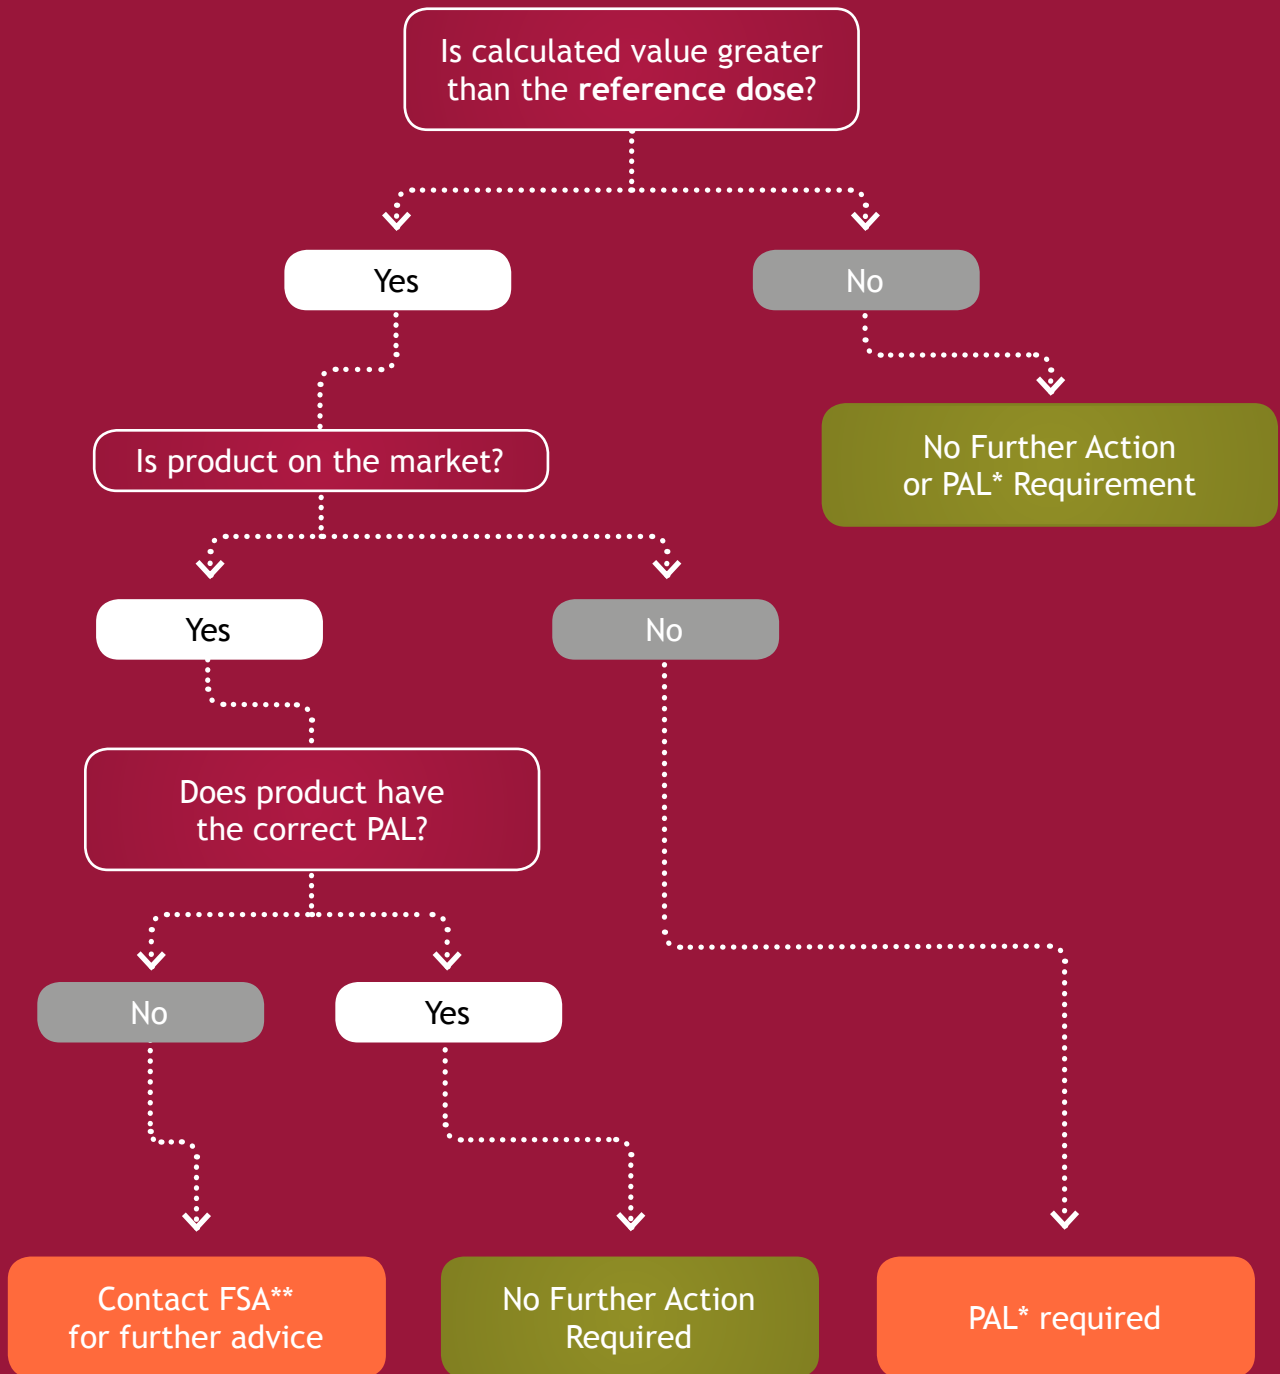 Is calculated value greater
than the reference dose?
Yes
No
No Further Action
or PAL* Requirement
Is product on the market?
Yes
No
Does product have
the correct PAL?
No
Yes
Contact FSA**
for further advice
No Further Action
Required
PAL* required